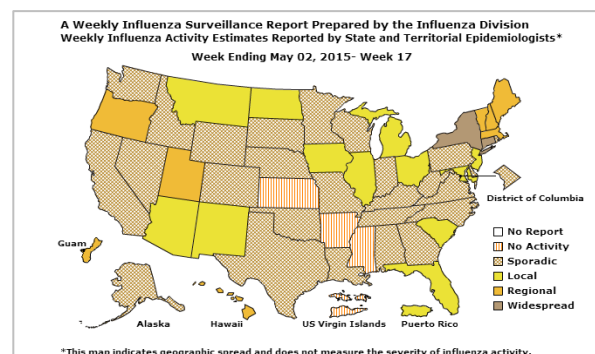 A Weekly Influenza Surveillance Report Prepared by the Influenza Division
Weekly Influenza Activity Estimates Reported by State and Territorial Epidemiologists*
Week Ending May 02, 2015- Week 17
District of Columbia
No Report
No Activity
Sporadic
Local
Regional
Widespread
Guam
Alaska
Hawaii
US Virgin Islands
Puerto Rico
*This map indicates geographic spread and does not measure the severity of influenza activity.